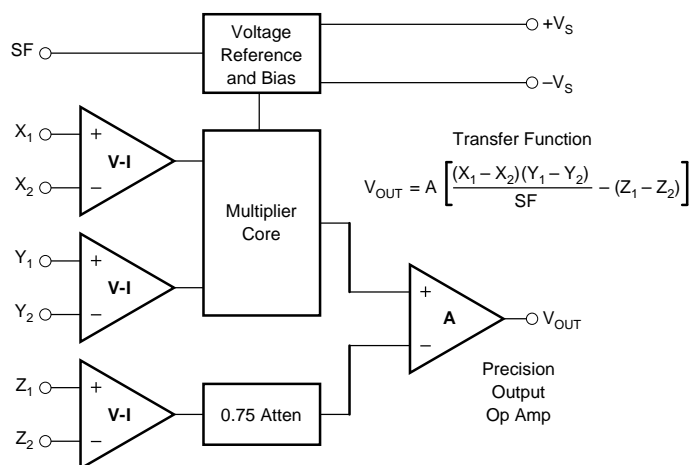 Voltage
Reference
and Bias
SF
+V_S
–V_S
X_1
+
V-I
X_2
–
Multiplier
Core
Transfer Function
V_OUT = A [ (X_1 – X_2)(Y_1 – Y_2) / SF – (Z_1 – Z_2) ]
Y_1
+
V-I
Y_2
–
+
A
–
V_OUT
Precision
Output
Op Amp
Z_1
+
V-I
Z_2
–
0.75 Atten